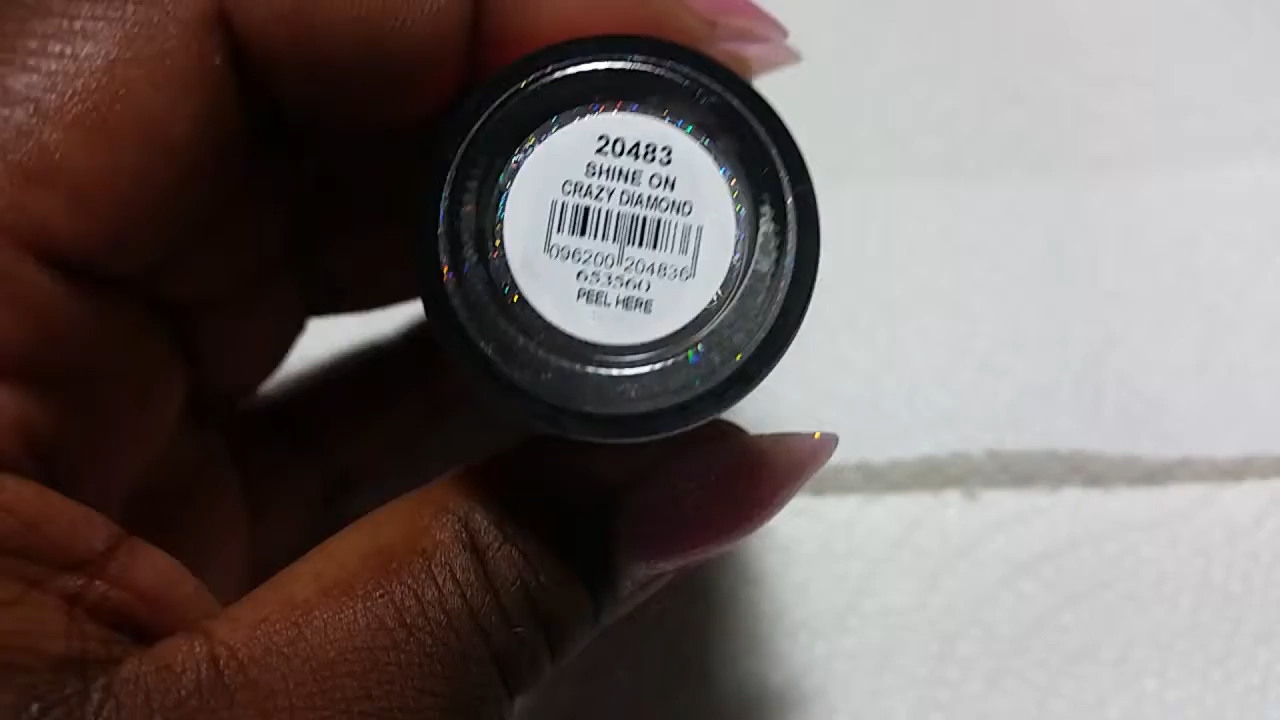 20483
SHINE ON
CRAZY DIAMOND
096200 204836
653560
PEEL HERE